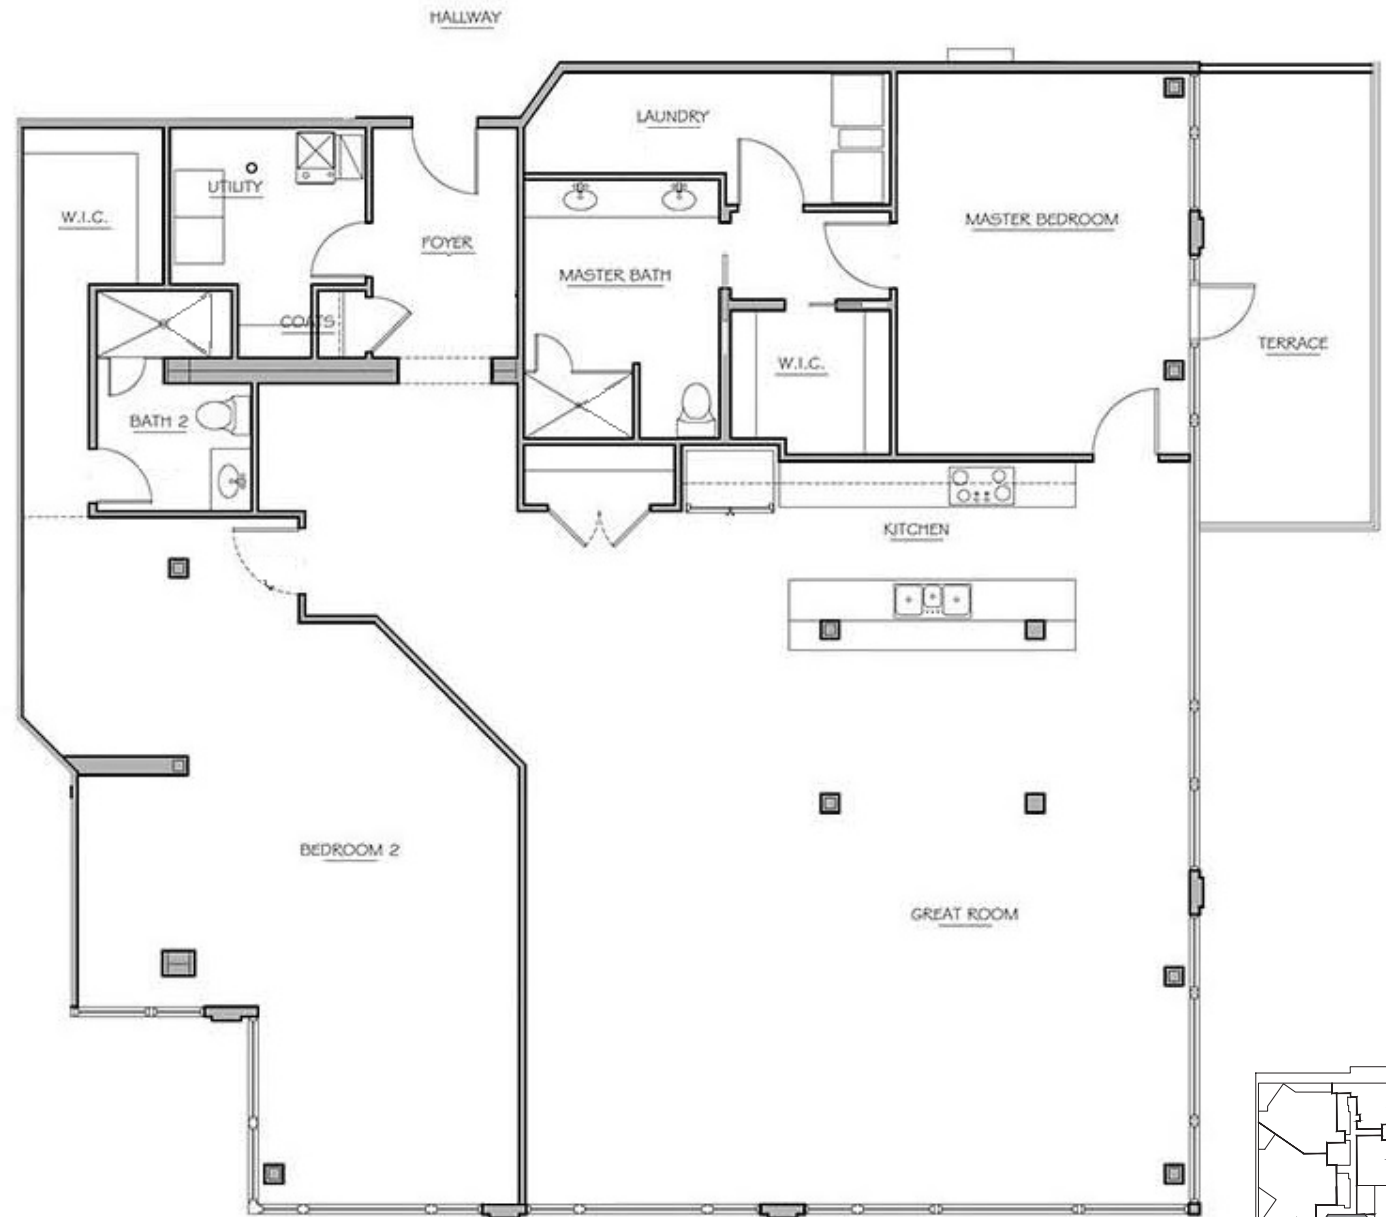 HALLWAY
LAUNDRY
UTILITY
W.I.C.
MASTER BEDROOM
FOYER
MASTER BATH
COATS
TERRACE
W.I.C.
BATH 2
KITCHEN
BEDROOM 2
GREAT ROOM